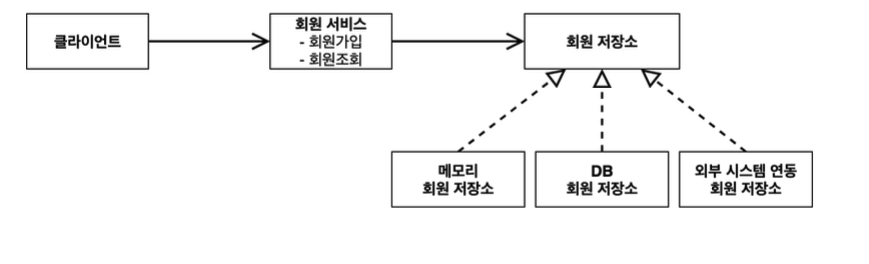 클라이언트
회원 서비스
- 회원가입
- 회원조회
회원 저장소
메모리
회원 저장소
DB
회원 저장소
외부 시스템 연동
회원 저장소